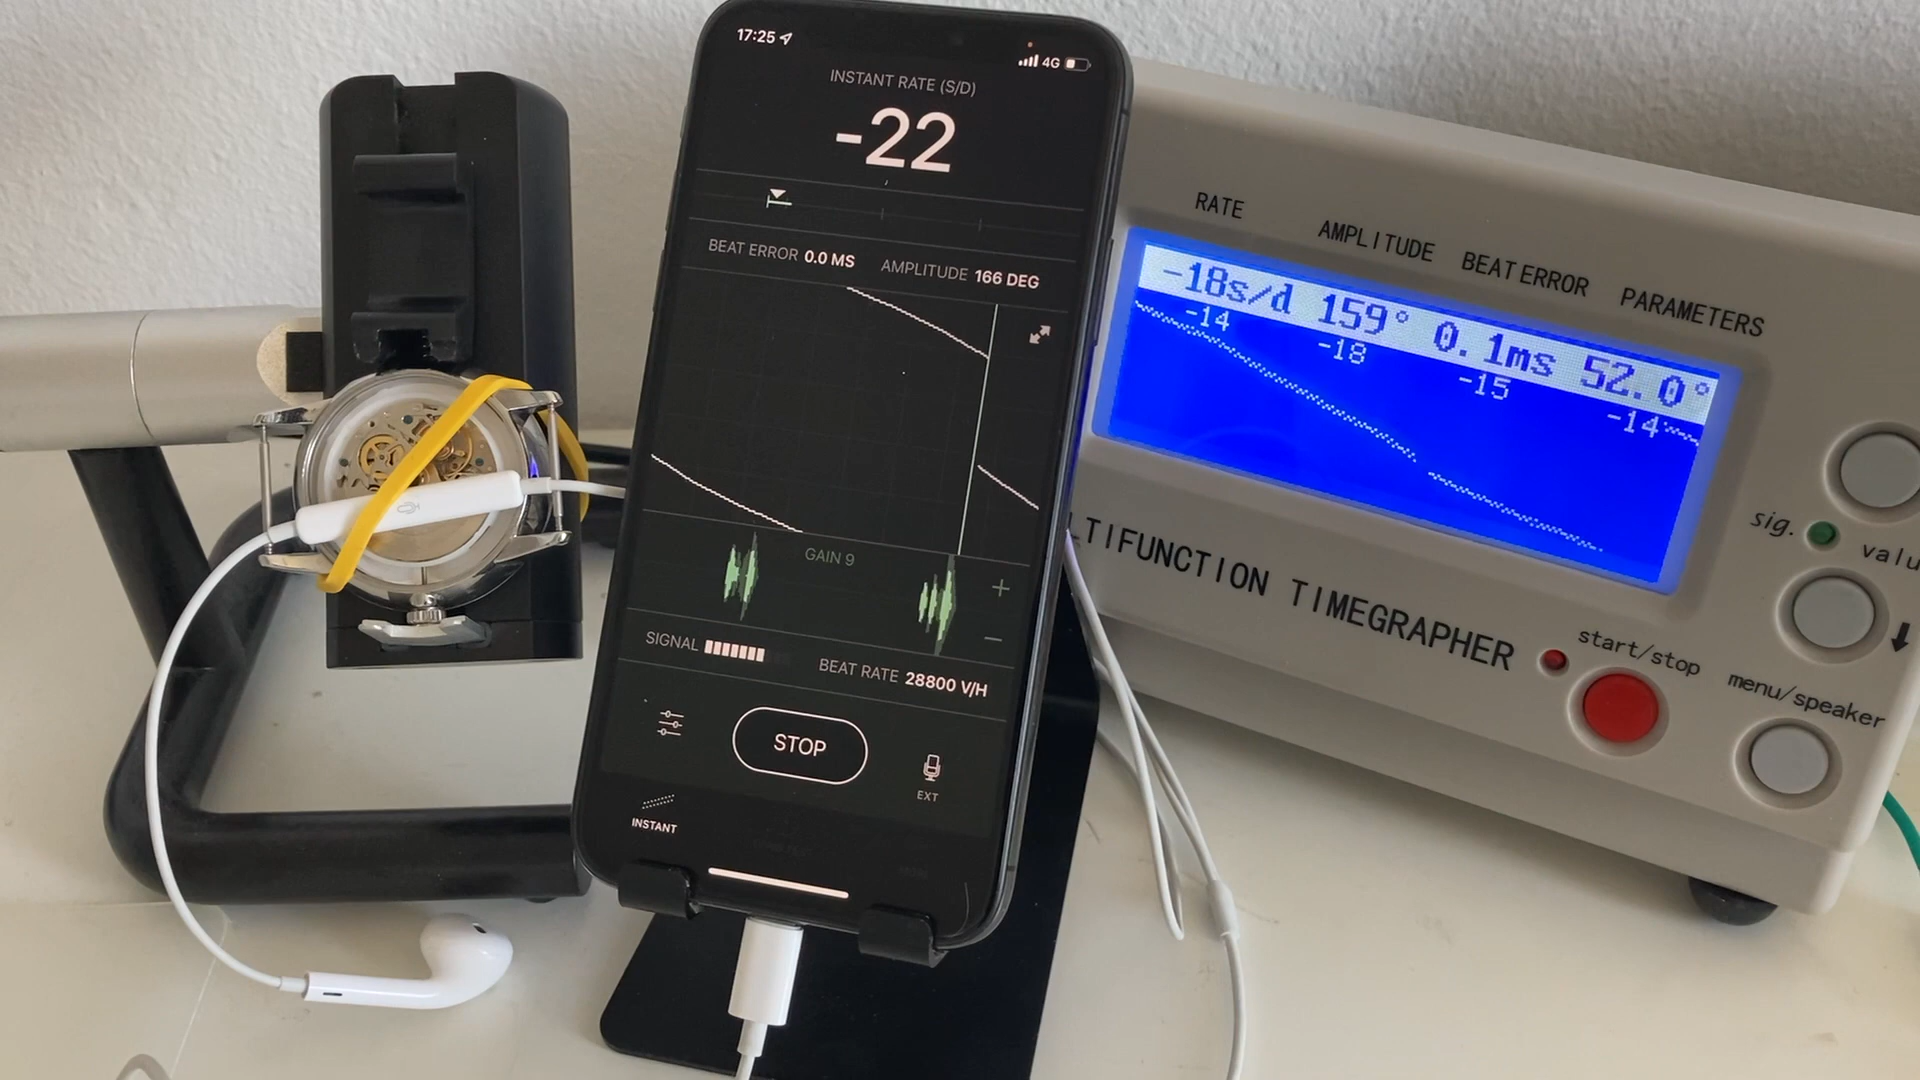 17:25
4G
INSTANT RATE (S/D)
-22
BEAT ERROR 0.0 MS AMPLITUDE 166 DEG
GAIN 9
+
−
SIGNAL
BEAT RATE 28800 V/H
STOP
EXT
INSTANT
RATE AMPLITUDE BEAT ERROR PARAMETERS
-18s/d 159° 0.1ms 52.0°
-14 -18 -15 -14
LTIFUNCTION TIMEGRAPHER
sig. valu
start/stop
menu/speaker